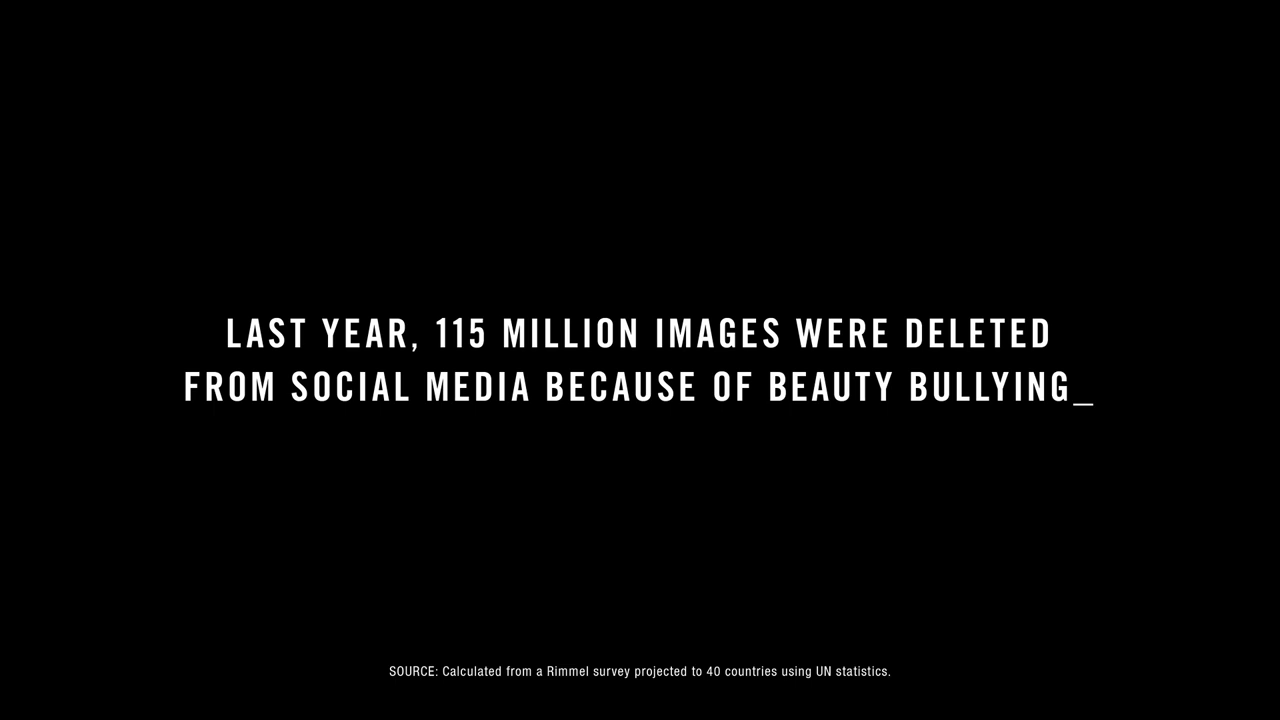 LAST YEAR, 115 MILLION IMAGES WERE DELETED
FROM SOCIAL MEDIA BECAUSE OF BEAUTY BULLYING_
SOURCE: Calculated from a Rimmel survey projected to 40 countries using UN statistics.